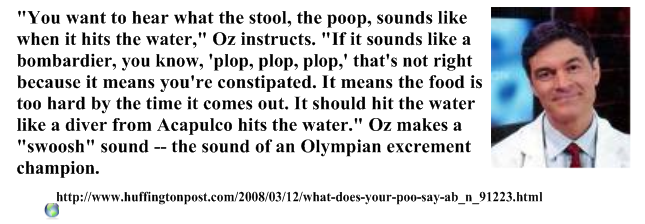 "You want to hear what the stool, the poop, sounds like
when it hits the water," Oz instructs. "If it sounds like a
bombardier, you know, 'plop, plop, plop,' that's not right
because it means you're constipated. It means the food is
too hard by the time it comes out. It should hit the water
like a diver from Acapulco hits the water." Oz makes a
"swoosh" sound -- the sound of an Olympian excrement
champion.
http://www.huffingtonpost.com/2008/03/12/what-does-your-poo-say-ab_n_91223.html